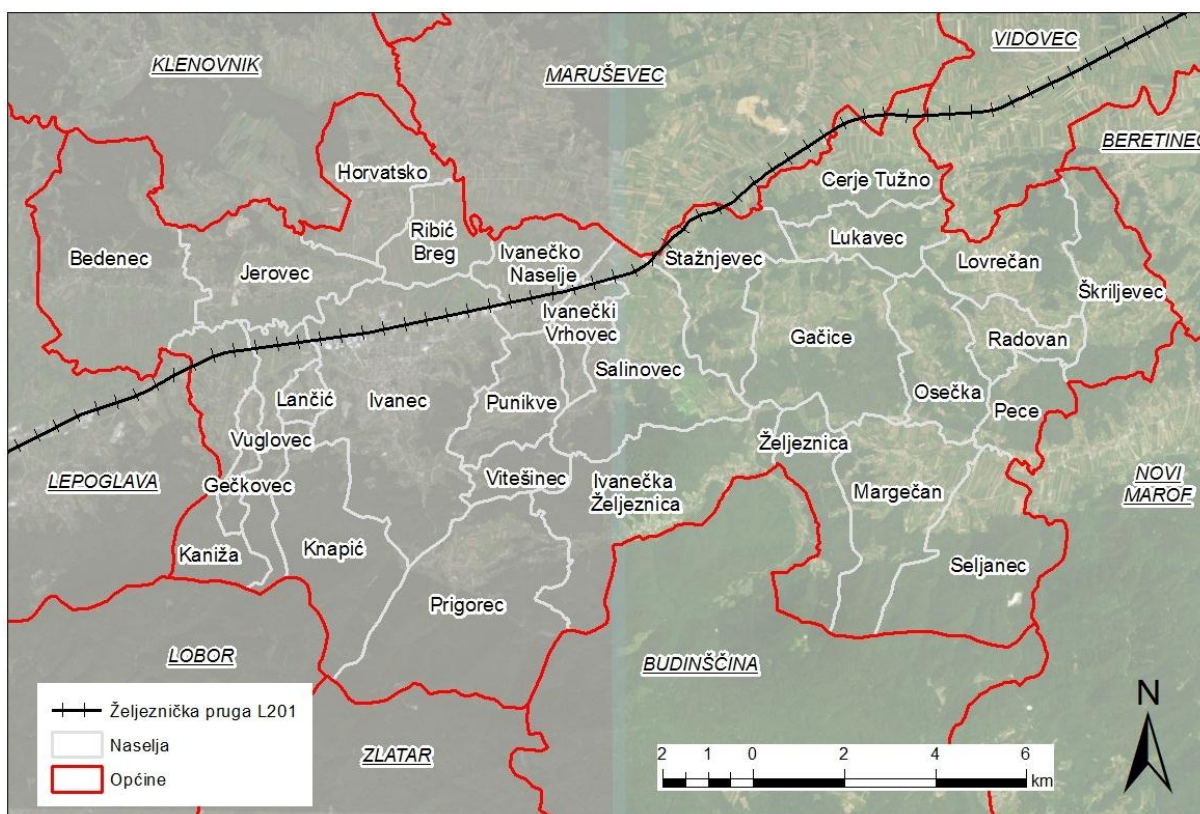 KLENOVNIK
MARUŠEVEC
VIDOVEC
BERETINEC
Horvatsko
Cerje Tužno
Ribić
Breg
Lukavec
Bedenec
Jerovec
Ivanečko
Naselje
Stažnjevec
Lovrečan
Škriljevec
Ivanečki
Vrhovec
Gačice
Radovan
Salinovec
Lančić
Ivanec
Punikve
Osečka
Pece
Vuglovec
Željeznica
LEPOGLAVA
Gečkovec
Vitešinec
Ivanečka
Željeznica
Margečan
NOVI
MAROF
Kaniža
Knapić
Seljanec
Prigorec
LOBOR
BUDINŠČINA
ZLATAR
Željeznička pruga L201
Naselja
Općine
2 1 0 2 4 6
km
N